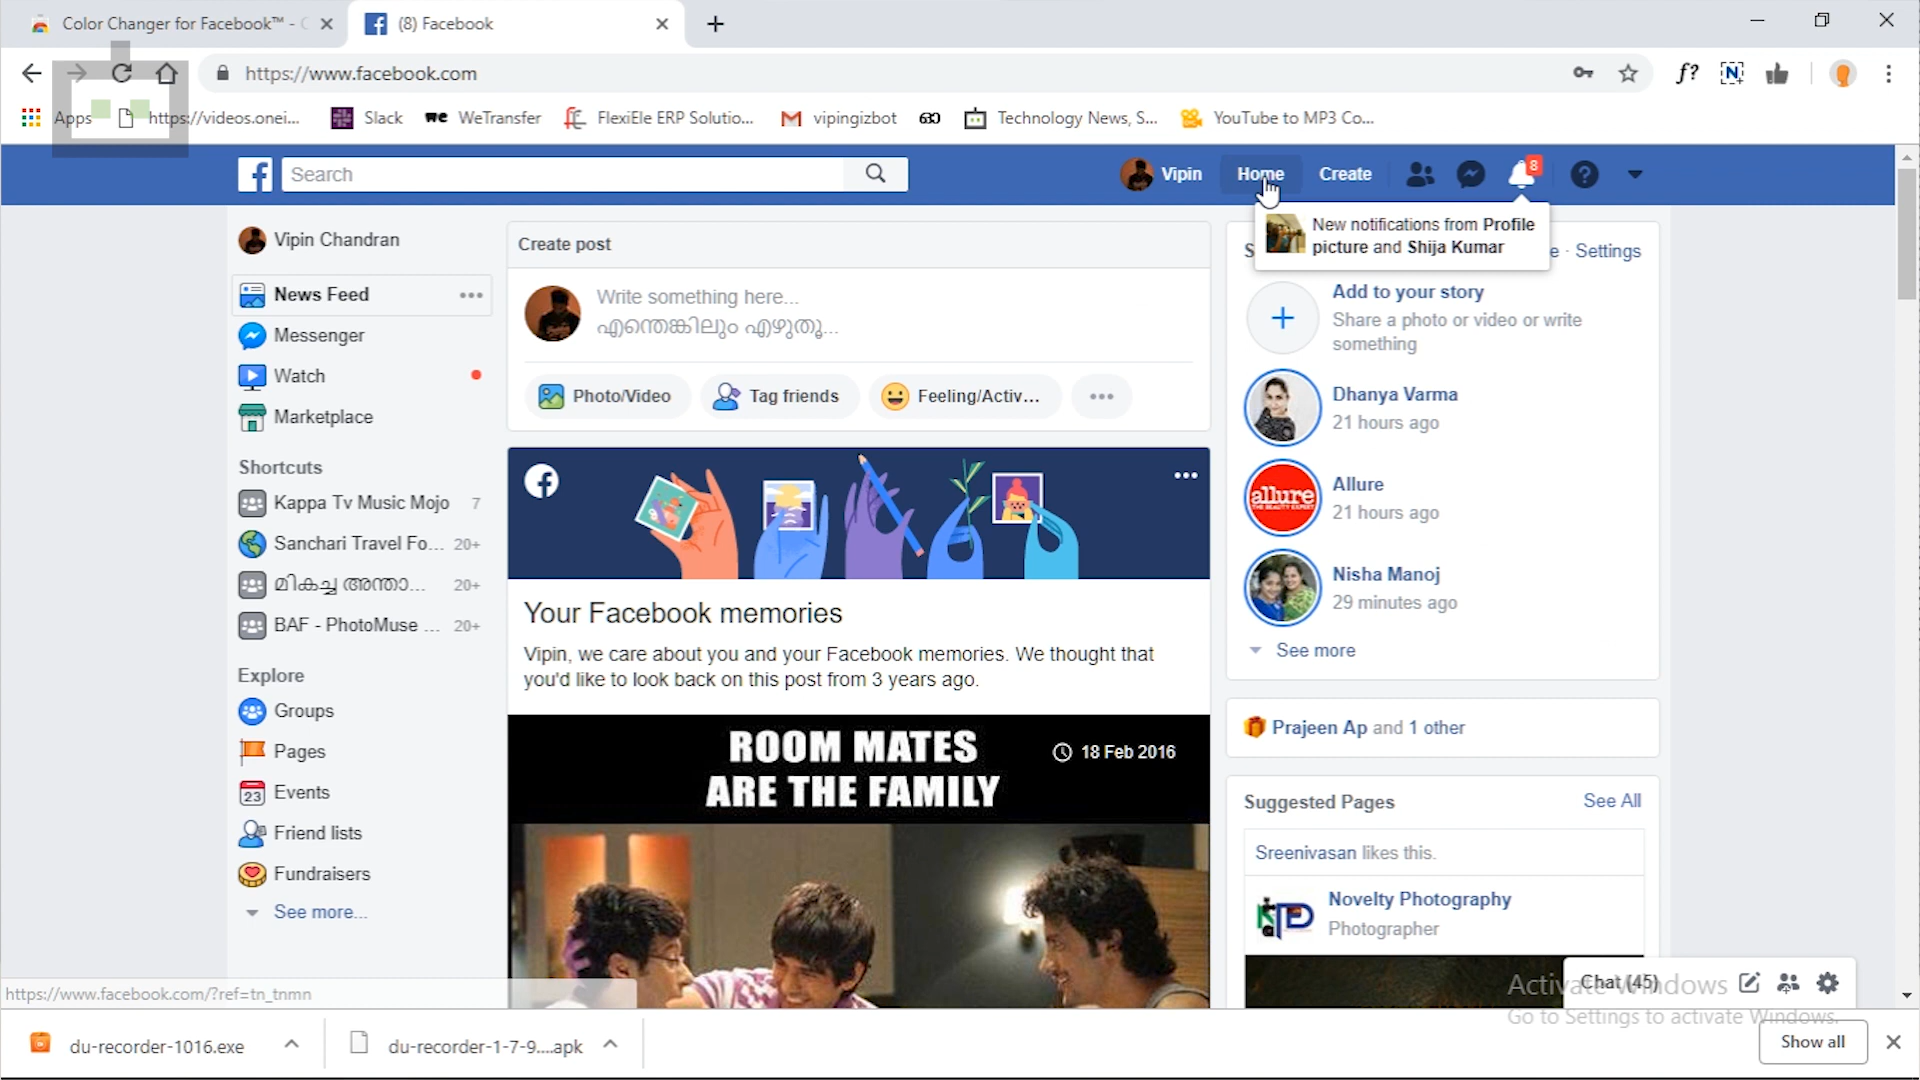 Color Changer for Facebook™ -
(8) Facebook
https://www.facebook.com
f?
N
Apps
https://videos.onei...
Slack
we WeTransfer
FlexiEle ERP Solutio...
vipingizbot
Technology News, S...
YouTube to MP3 Co...
Search
Vipin
Home
Create
8
New notifications from Profile
picture and Shija Kumar
Settings
Vipin Chandran
News Feed
Messenger
Watch
Marketplace
Shortcuts
Kappa Tv Music Mojo 7
Sanchari Travel Fo... 20+
മികച്ച അന്താ... 20+
BAF - PhotoMuse ... 20+
Explore
Groups
Pages
23 Events
Friend lists
Fundraisers
See more...
Create post
Write something here...
എന്തെങ്കിലും എഴുതൂ...
Photo/Video
Tag friends
Feeling/Activ...
Your Facebook memories
Vipin, we care about you and your Facebook memories. We thought that
you'd like to look back on this post from 3 years ago.
ROOM MATES
ARE THE FAMILY
18 Feb 2016
Add to your story
Share a photo or video or write
something
Dhanya Varma
21 hours ago
allure
THE BEAUTY EXPERT
Allure
21 hours ago
Nisha Manoj
29 minutes ago
See more
Prajeen Ap and 1 other
Suggested Pages
See All
Sreenivasan likes this.
Novelty Photography
Photographer
Chat (45)
Activate Windows
Go to Settings to activate Windows.
https://www.facebook.com/?ref=tn_tnmn
du-recorder-1016.exe
du-recorder-1-7-9....apk
Show all